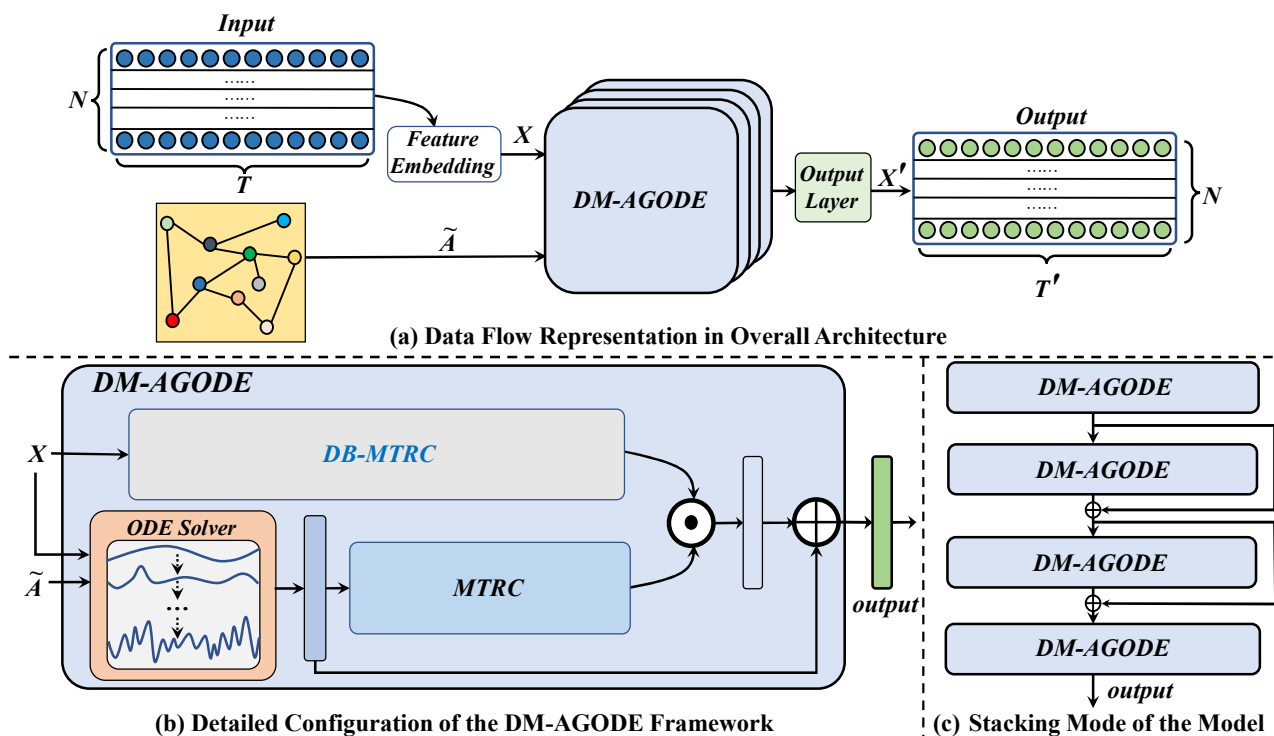 Input
N
......
......
......
T
Feature
Embedding
X
Ã
DM-AGODE
Output
Layer
X′
Output
......
......
......
N
T′
(a) Data Flow Representation in Overall Architecture
DM-AGODE
X
DB-MTRC
ODE Solver
Ã
...
MTRC
output
(b) Detailed Configuration of the DM-AGODE Framework
DM-AGODE
DM-AGODE
DM-AGODE
DM-AGODE
output
(c) Stacking Mode of the Model